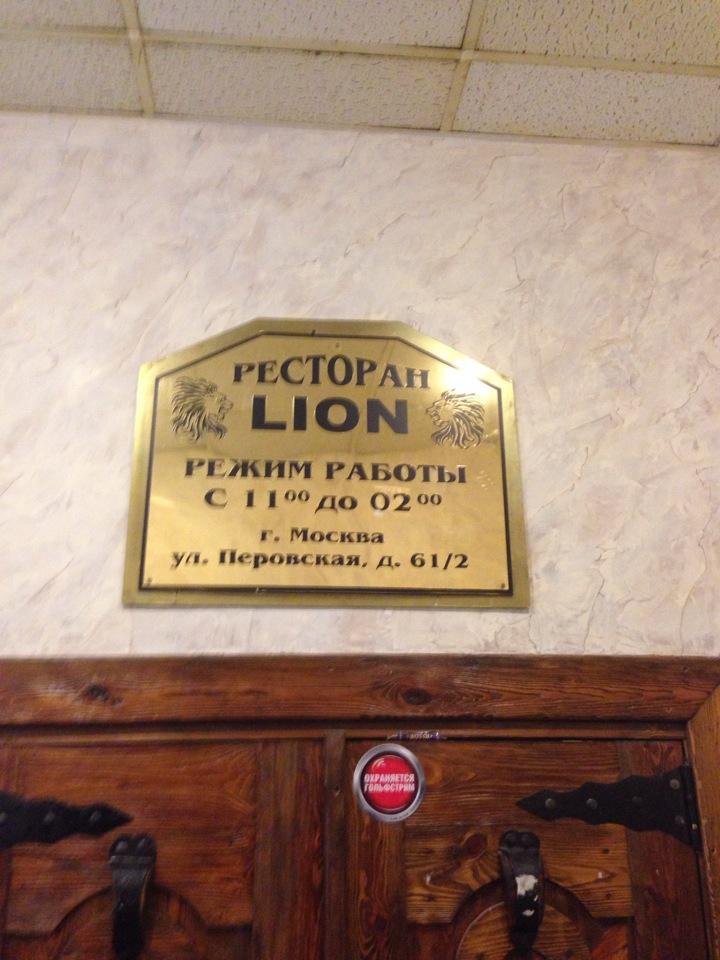 РЕСТОРАН
LION
РЕЖИМ РАБОТЫ
С 11⁰⁰ ДО 02⁰⁰
г. Москва
ул. Перовская, д. 61/2
ОХРАНЯЕТСЯ
ГОЛЬФСТРИМ